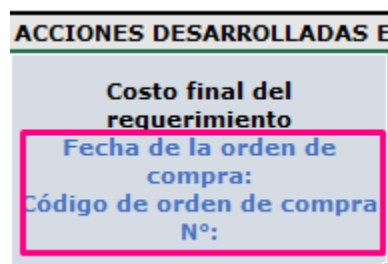 ACCIONES DESARROLLADAS E
Costo final del
requerimiento
Fecha de la orden de
compra:
Código de orden de compra
N°: